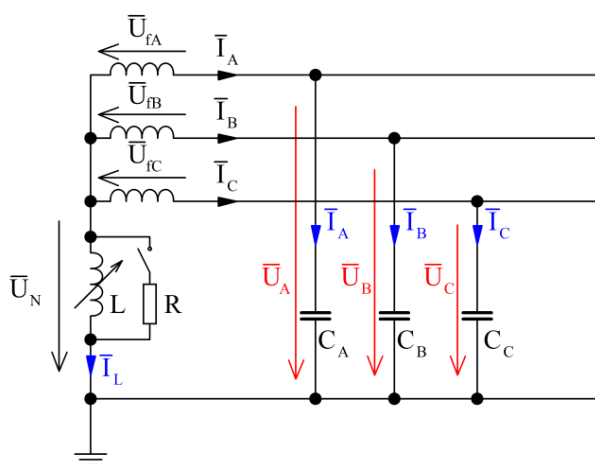 U̅fA
I̅A
U̅fB
I̅B
U̅fC
I̅C
I̅A I̅B I̅C
U̅N L R U̅A U̅B U̅C
CA CB CC
I̅L